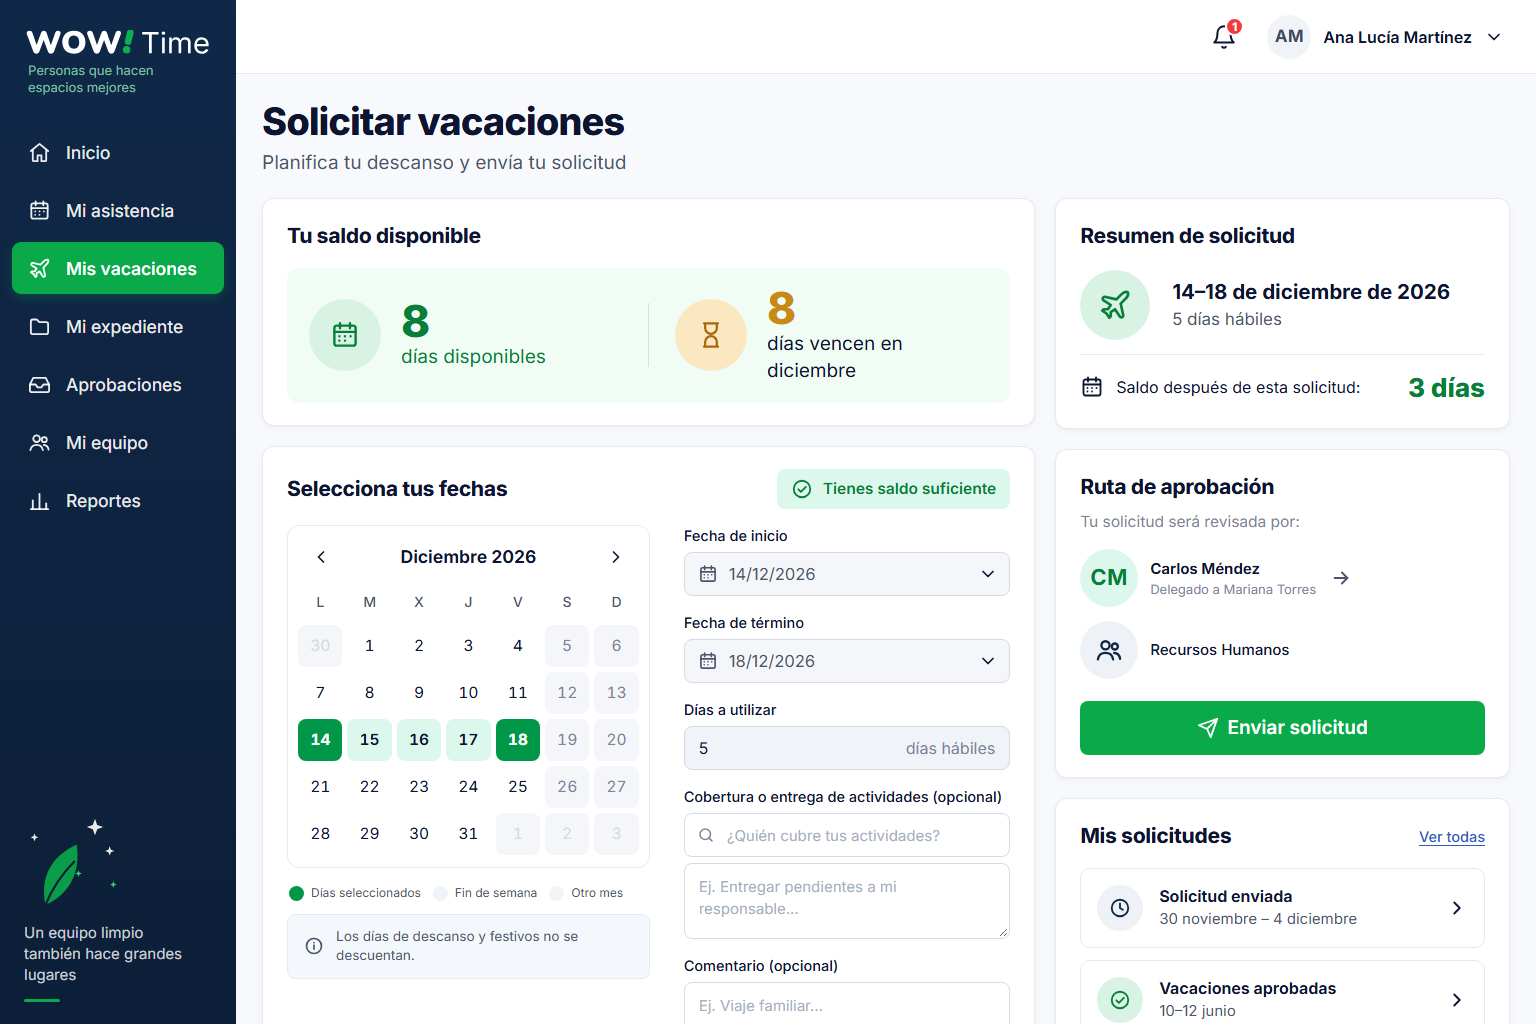 WOW! Time
Personas que hacen
espacios mejores
Inicio
Mi asistencia
Mis vacaciones
Mi expediente
Aprobaciones
Mi equipo
Reportes
Un equipo limpio
también hace grandes
lugares
1
AM
Ana Lucía Martínez
Solicitar vacaciones
Planifica tu descanso y envía tu solicitud
Tu saldo disponible
8
días disponibles
8
días vencen en
diciembre
Selecciona tus fechas
Tienes saldo suficiente
Diciembre 2026
L M X J V S D
30 1 2 3 4 5 6
7 8 9 10 11 12 13
14 15 16 17 18 19 20
21 22 23 24 25 26 27
28 29 30 31 1 2 3
Días seleccionados Fin de semana Otro mes
Los días de descanso y festivos no se
descuentan.
Fecha de inicio
14/12/2026
Fecha de término
18/12/2026
Días a utilizar
5 días hábiles
Cobertura o entrega de actividades (opcional)
¿Quién cubre tus actividades?
Ej. Entregar pendientes a mi
responsable...
Comentario (opcional)
Ej. Viaje familiar...
Resumen de solicitud
14–18 de diciembre de 2026
5 días hábiles
Saldo después de esta solicitud: 3 días
Ruta de aprobación
Tu solicitud será revisada por:
CM
Carlos Méndez
Delegado a Mariana Torres
Recursos Humanos
Enviar solicitud
Mis solicitudes
Ver todas
Solicitud enviada
30 noviembre – 4 diciembre
Vacaciones aprobadas
10–12 junio